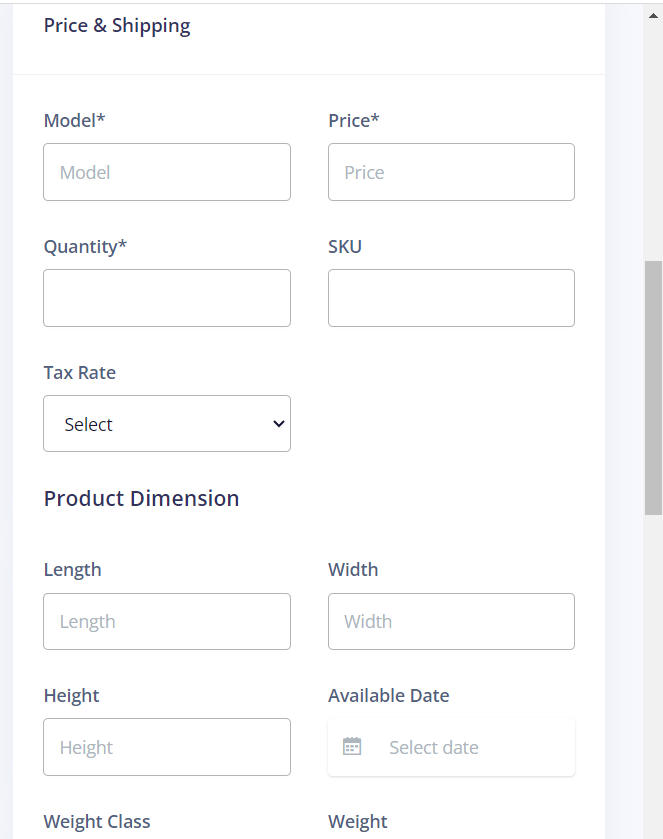 Price & Shipping
Model* Price*
Model Price
Quantity* SKU
Tax Rate
Select
Product Dimension
Length Width
Length Width
Height Available Date
Height Select date
Weight Class Weight